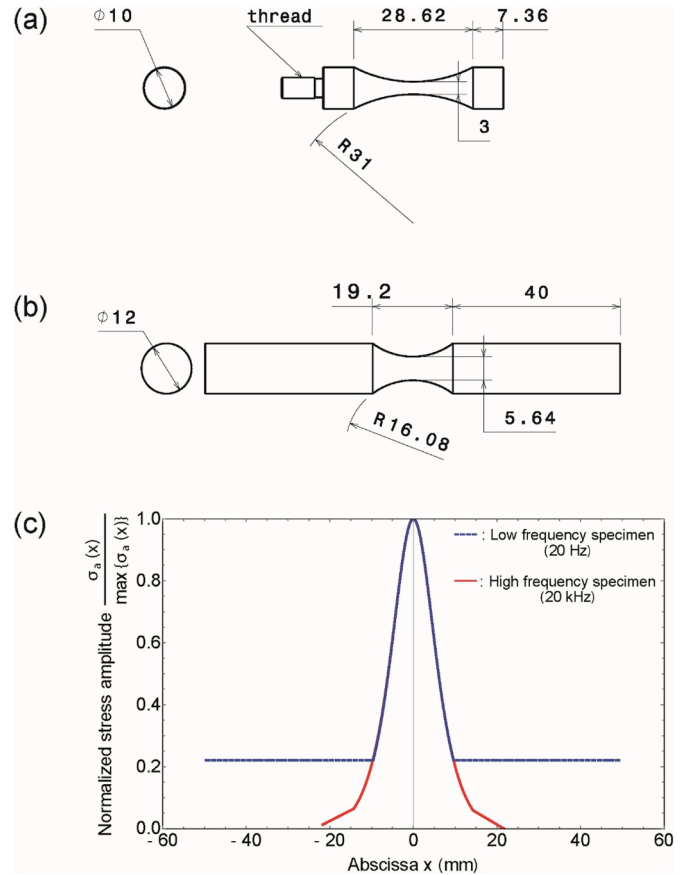 (a)
ϕ10
thread
28.62
7.36
3
R31
(b)
ϕ12
19.2
40
R16.08
5.64
(c)
Normalized stress amplitude
σa (x)
max {σa (x)}
1.0
0.8
0.6
0.4
0.2
0.0
: Low frequency specimen
(20 Hz)
: High frequency specimen
(20 kHz)
- 60
- 40
- 20
0
20
40
60
Abscissa x (mm)